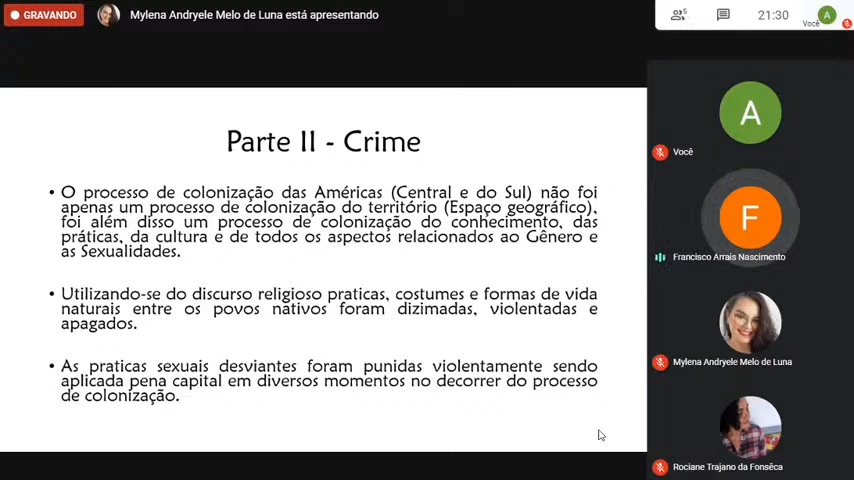 GRAVANDO
Mylena Andryele Melo de Luna está apresentando
6
21:30
Você
A
Parte II - Crime
• O processo de colonização das Américas (Central e do Sul) não foi
apenas um processo de colonização do território (Espaço geográfico),
foi além disso um processo de colonização do conhecimento, das
práticas, da cultura e de todos os aspectos relacionados ao Gênero e
as Sexualidades.
• Utilizando-se do discurso religioso praticas, costumes e formas de vida
naturais entre os povos nativos foram dizimadas, violentadas e
apagados.
• As praticas sexuais desviantes foram punidas violentamente sendo
aplicada pena capital em diversos momentos no decorrer do processo
de colonização.
A
Você
F
Francisco Arrais Nascimento
Mylena Andryele Melo de Luna
Rociane Trajano da Fonsêca